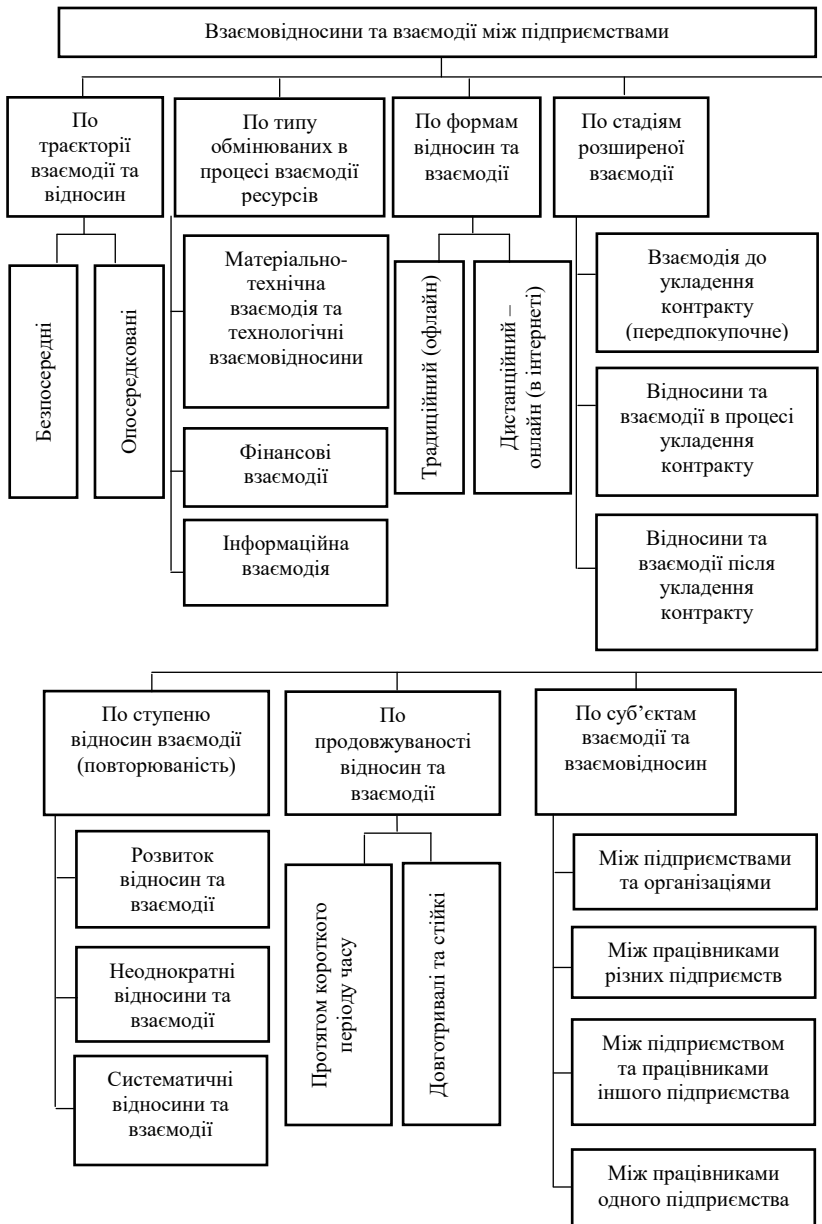 Взаємовідносини та взаємодії між підприємствами
По
траєкторії
взаємодії та
відносин
По типу
обмінюваних в
процесі взаємодії
ресурсів
По формам
відносин та
взаємодії
По стадіям
розширеної
взаємодії
Безпосередні
Опосередковані
Матеріально-
технічна
взаємодія та
технологічні
взаємовідносини
Фінансові
взаємодії
Інформаційна
взаємодія
Традиційний (офлайн)
Дистанційний –
онлайн (в інтернеті)
Взаємодія до
укладення
контракту
(передпокупочне)
Відносини та
взаємодії в процесі
укладення
контракту
Відносини та
взаємодії після
укладення
контракту
По ступеню
відносин взаємодії
(повторюваність)
По
продовжуваності
відносин та
взаємодії
По суб’єктам
взаємодії та
взаємовідносин
Розвиток
відносин та
взаємодії
Неоднократні
відносини та
взаємодії
Систематичні
відносини та
взаємодії
Протягом короткого
періоду часу
Довготривалі та стійкі
Між підприємствами
та організаціями
Між працівниками
різних підприємств
Між підприємством
та працівниками
іншого підприємства
Між працівниками
одного підприємства